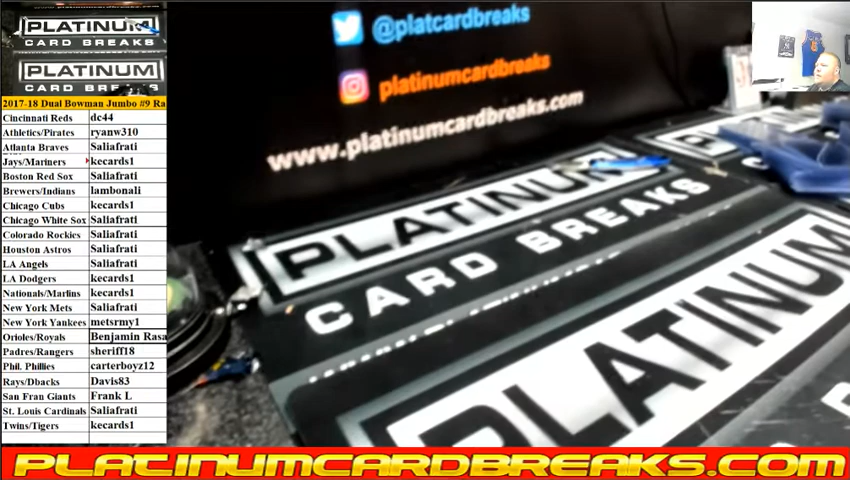 PLATINUM
CARD BREAKS
PLATINUM
2017-18 Dual Bowman Jumbo #9 Ra
Cincinnati Reds dc44
Athletics/Pirates ryanw310
Atlanta Braves Saliafrati
Jays/Mariners kecards1
Boston Red Sox Saliafrati
Brewers/Indians lambonali
Chicago Cubs kecards1
Chicago White Sox Saliafrati
Colorado Rockies Saliafrati
Houston Astros Saliafrati
LA Angels Saliafrati
LA Dodgers kecards1
Nationals/Marlins kecards1
New York Mets Saliafrati
New York Yankees metsrmy1
Orioles/Royals Benjamin Rasa
Padres/Rangers sheriff18
Phil. Phillies carterboyz12
Rays/Dbacks Davis83
San Fran Giants Frank L
St. Louis Cardinals Saliafrati
Twins/Tigers kecards1
@platcardbreaks
platinumcardbreaks
www.platinumcardbreaks.com
PLATINUM
CARD BREAKS
PLATINUM
PLATINUMCARDBREAKS.COM